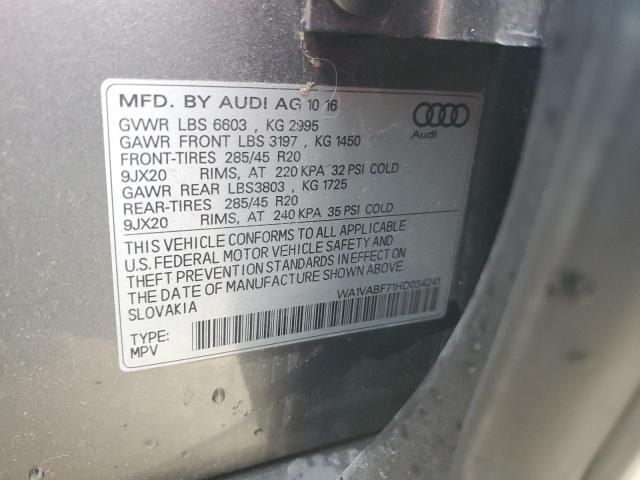 MFD. BY AUDI AG 10 16
Audi
GVWR LBS 6603 , KG 2995
GAWR FRONT LBS 3197 , KG 1450
FRONT-TIRES 285/45 R20
9JX20 RIMS, AT 220 KPA 32 PSI COLD
GAWR REAR LBS3803 , KG 1725
REAR-TIRES 285/45 R20
9JX20 RIMS, AT 240 KPA 35 PSI COLD
THIS VEHICLE CONFORMS TO ALL APPLICABLE
U.S. FEDERAL MOTOR VEHICLE SAFETY AND
THEFT PREVENTION STANDARDS IN EFFECT ON
THE DATE OF MANUFACTURE SHOWN ABOVE
SLOVAKIA
WA1VABF71HD034241
TYPE:
MPV